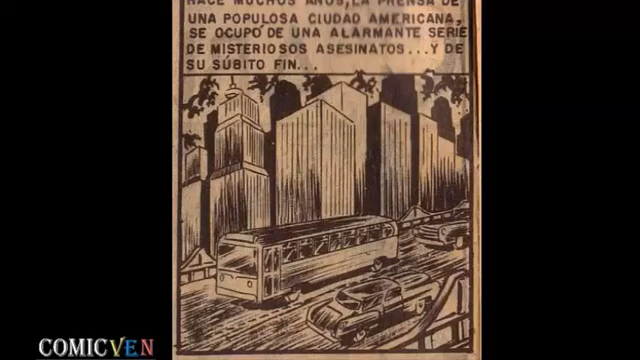 HACE MUCHOS AÑOS, LA PRENSA DE
UNA POPULOSA CIUDAD AMERICANA,
SE OCUPÓ DE UNA ALARMANTE SERIE
DE MISTERIOSOS ASESINATOS...Y DE
SU SÚBITO FIN...
COMICVEN